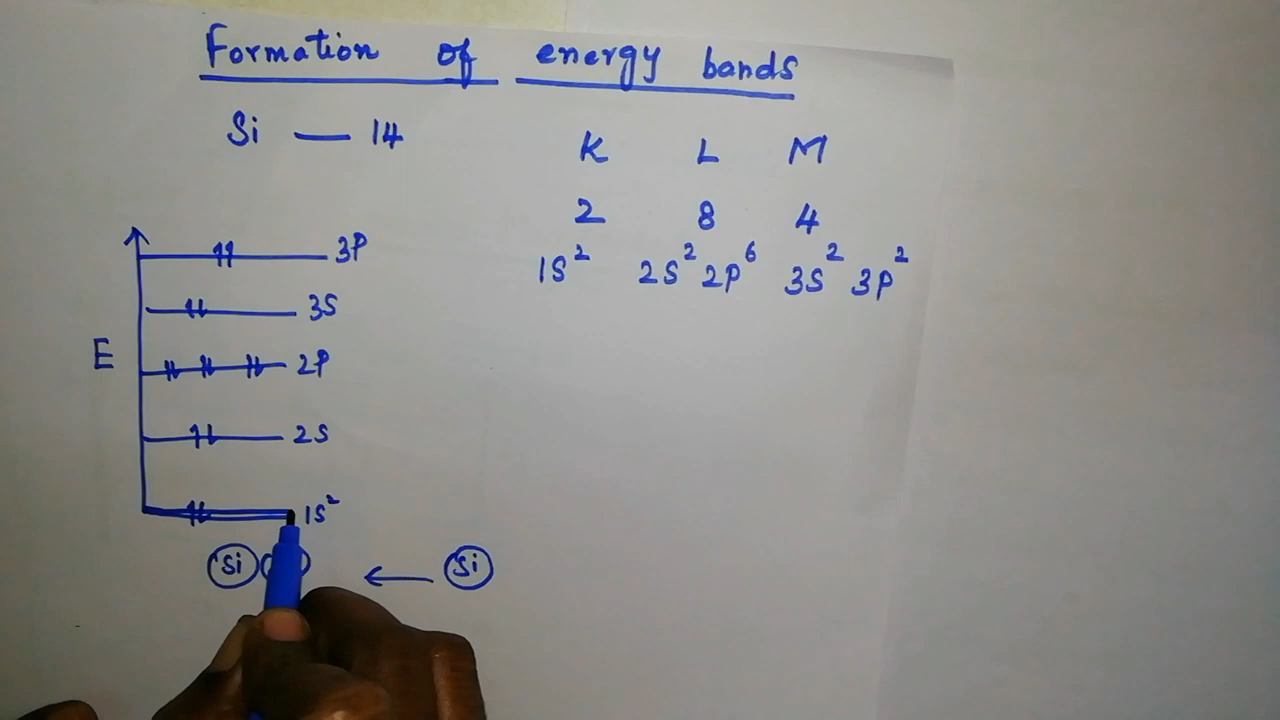 Formation of energy bands
Si — 14
K L M
2 8 4
1S² 2S² 2P⁶ 3S² 3P²
3P
3S
E
2P
2S
1S²
Si ← Si